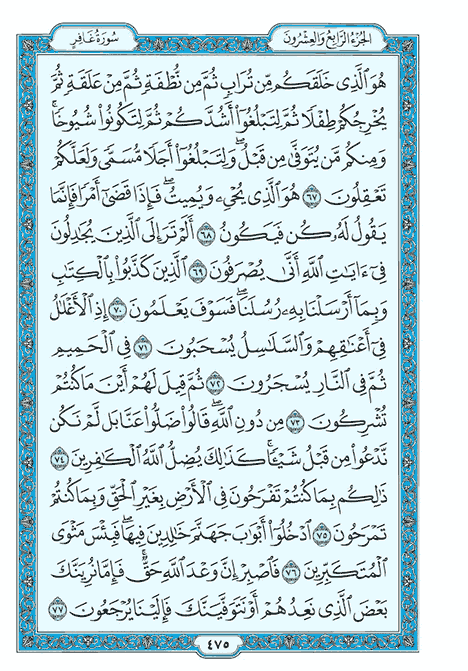 الجزء الرابع والعشرون
سورة غافر
هُوَ ٱلَّذِى خَلَقَكُم مِّن تُرَابٍ ثُمَّ مِن نُّطْفَةٍ ثُمَّ مِنْ عَلَقَةٍ ثُمَّ
يُخْرِجُكُمْ طِفْلًا ثُمَّ لِتَبْلُغُوٓا۟ أَشُدَّكُمْ ثُمَّ لِتَكُونُوا۟ شُيُوخًا ۚ
وَمِنكُم مَّن يُتَوَفَّىٰ مِن قَبْلُ ۖ وَلِتَبْلُغُوٓا۟ أَجَلًا مُّسَمًّى وَلَعَلَّكُمْ
تَعْقِلُونَ ٦٧ هُوَ ٱلَّذِى يُحْىِۦ وَيُمِيتُ ۖ فَإِذَا قَضَىٰٓ أَمْرًا فَإِنَّمَا
يَقُولُ لَهُۥ كُن فَيَكُونُ ٦٨ أَلَمْ تَرَ إِلَى ٱلَّذِينَ يُجَٰدِلُونَ
فِىٓ ءَايَٰتِ ٱللَّهِ أَنَّىٰ يُصْرَفُونَ ٦٩ ٱلَّذِينَ كَذَّبُوا۟ بِٱلْكِتَٰبِ
وَبِمَآ أَرْسَلْنَا بِهِۦ رُسُلَنَا ۖ فَسَوْفَ يَعْلَمُونَ ٧٠ إِذِ ٱلْأَغْلَٰلُ
فِىٓ أَعْنَٰقِهِمْ وَٱلسَّلَٰسِلُ يُسْحَبُونَ ٧١ فِى ٱلْحَمِيمِ
ثُمَّ فِى ٱلنَّارِ يُسْجَرُونَ ٧٢ ثُمَّ قِيلَ لَهُمْ أَيْنَ مَا كُنتُمْ
تُشْرِكُونَ ٧٣ مِن دُونِ ٱللَّهِ ۖ قَالُوا۟ ضَلُّوا۟ عَنَّا بَل لَّمْ نَكُن
نَّدْعُوا۟ مِن قَبْلُ شَيْـًٔا ۚ كَذَٰلِكَ يُضِلُّ ٱللَّهُ ٱلْكَٰفِرِينَ ٧٤
ذَٰلِكُم بِمَا كُنتُمْ تَفْرَحُونَ فِى ٱلْأَرْضِ بِغَيْرِ ٱلْحَقِّ وَبِمَا كُنتُمْ
تَمْرَحُونَ ٧٥ ٱدْخُلُوٓا۟ أَبْوَٰبَ جَهَنَّمَ خَٰلِدِينَ فِيهَا ۖ فَبِئْسَ مَثْوَى
ٱلْمُتَكَبِّرِينَ ٧٦ فَٱصْبِرْ إِنَّ وَعْدَ ٱللَّهِ حَقٌّ ۚ فَإِمَّا نُرِيَنَّكَ
بَعْضَ ٱلَّذِى نَعِدُهُمْ أَوْ نَتَوَفَّيَنَّكَ فَإِلَيْنَا يُرْجَعُونَ ٧٧
٤٧٥